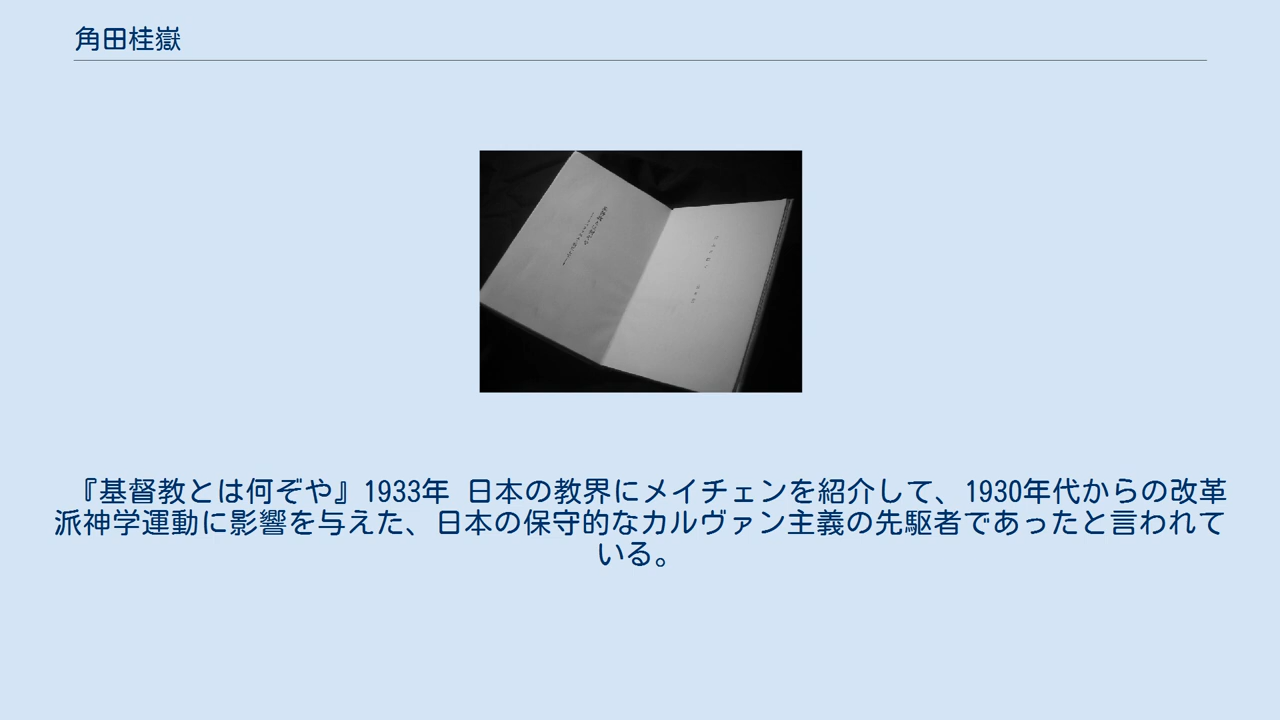 角田桂嶽
『基督教とは何ぞや』1933年 日本の教界にメイチェンを紹介して、1930年代からの改革
派神学運動に影響を与えた、日本の保守的なカルヴァン主義の先駆者であったと言われて
いる。